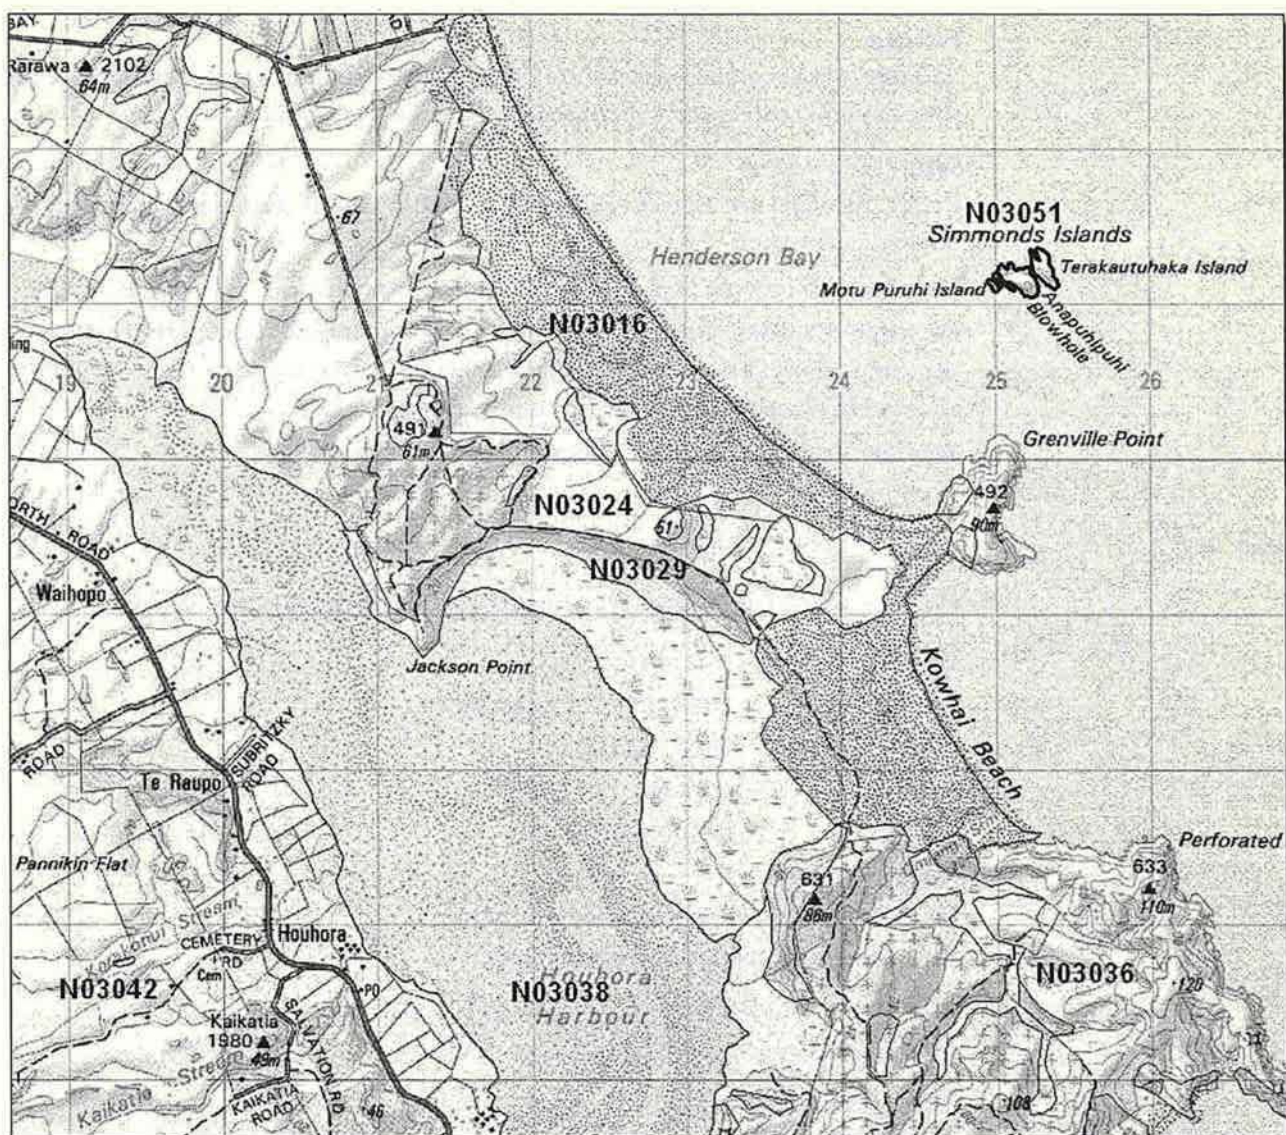 BAY
D
Rarawa ▲ 2102
64m
67
N03051
Simmonds Islands
Terakautuhaka Island
Motu Puruhi Island
Anapuhipuhi
Blowhole
Henderson Bay
N03016
ing
19
20
21
22
23
24
25
26
491
61m
Grenville Point
492
90m
N03024
51
N03029
ORTH ROAD
Waihopo
Jackson Point
Kowhai Beach
ROAD
SUBRITZKY
ROAD
Te Raupo
Pannikin Flat
Perforated
631
86m
633
110m
Stream
CEMETERY
RD
Cem
Houhora
PO
N03042
N03038
Houhora
Harbour
N03036
120
Kaikatia
1980
49m
SALVATION RD
Kaikatia Stream
KAIKATIA
ROAD
46
108